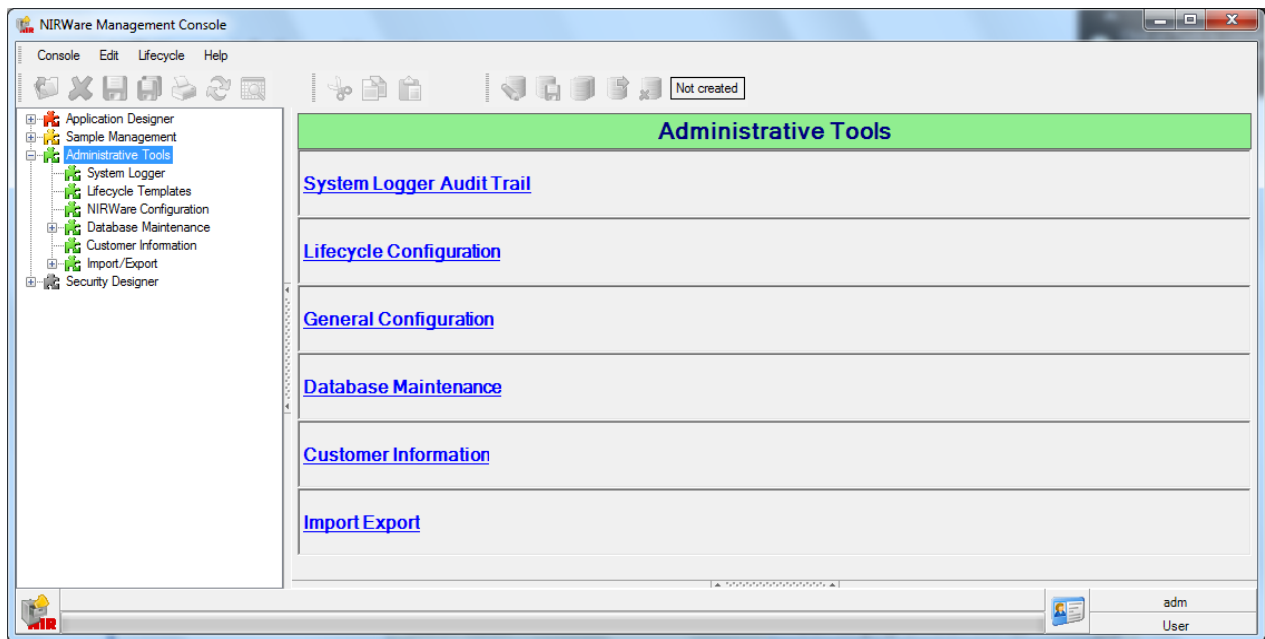 NIRWare Management Console
Console Edit Lifecycle Help
Not created
Application Designer
Sample Management
Administrative Tools
System Logger
Lifecycle Templates
NIRWare Configuration
Database Maintenance
Customer Information
Import/Export
Security Designer
Administrative Tools
System Logger Audit Trail
Lifecycle Configuration
General Configuration
Database Maintenance
Customer Information
Import Export
NIR
adm
User